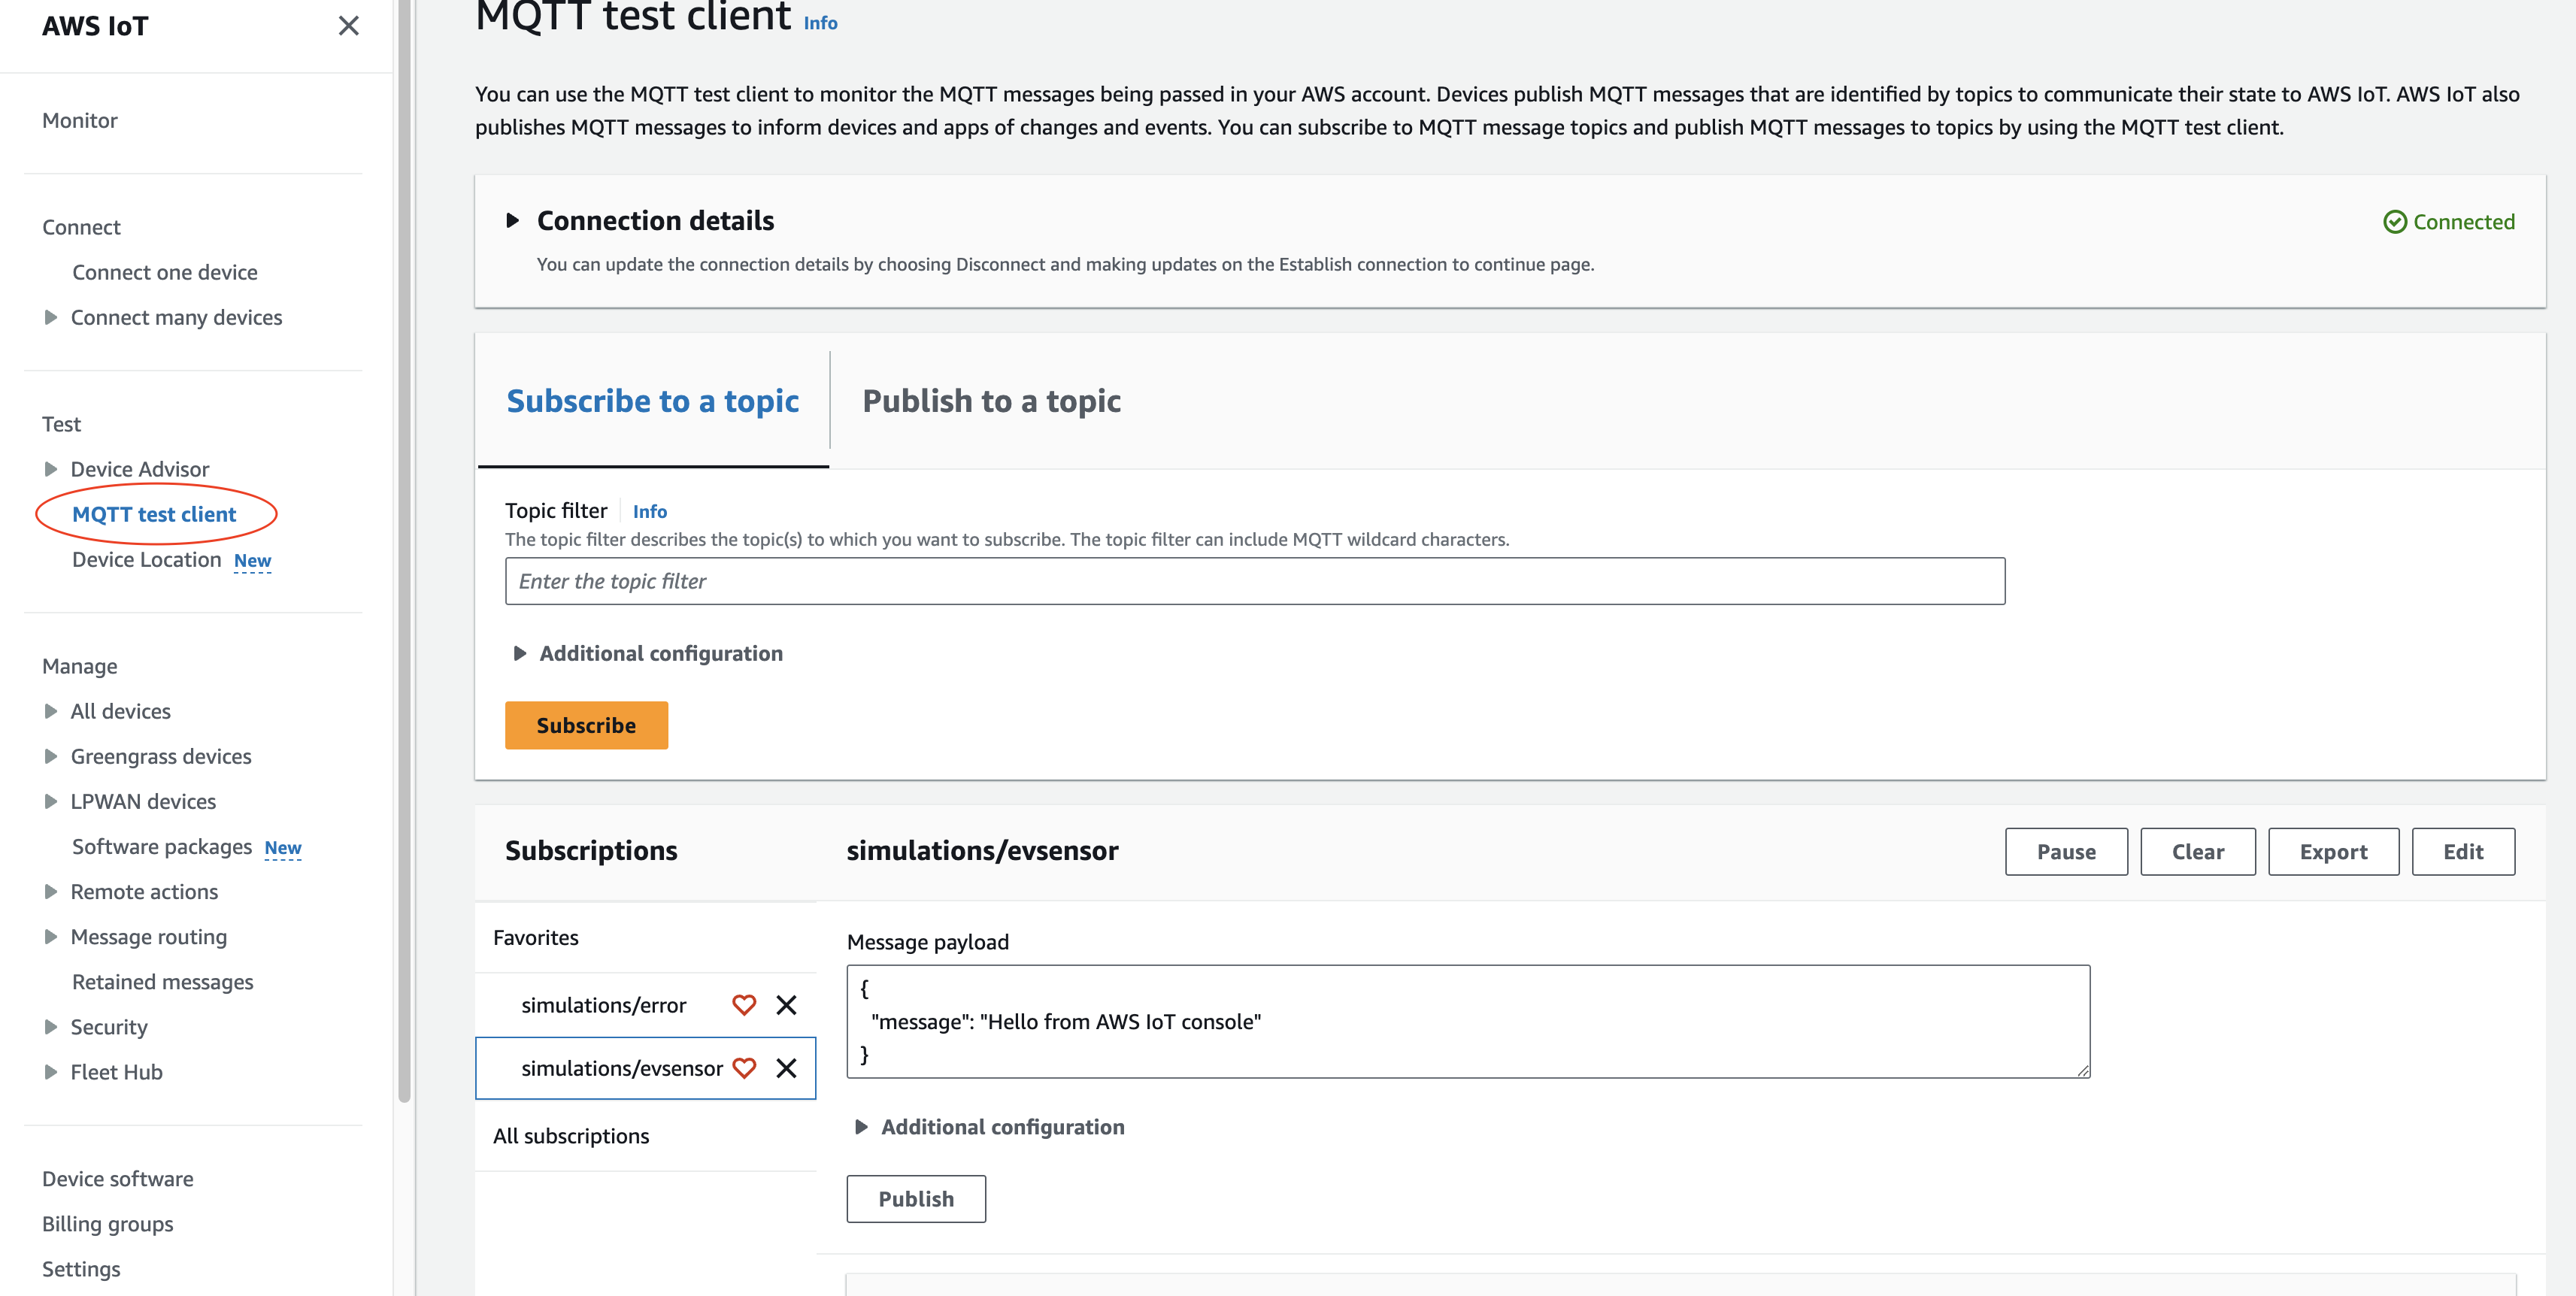 AWS IoT
Monitor
Connect
Connect one device
Connect many devices
Test
Device Advisor
MQTT test client
Device Location New
Manage
All devices
Greengrass devices
LPWAN devices
Software packages New
Remote actions
Message routing
Retained messages
Security
Fleet Hub
Device software
Billing groups
Settings
MQTT test client Info
You can use the MQTT test client to monitor the MQTT messages being passed in your AWS account. Devices publish MQTT messages that are identified by topics to communicate their state to AWS IoT. AWS IoT also
publishes MQTT messages to inform devices and apps of changes and events. You can subscribe to MQTT message topics and publish MQTT messages to topics by using the MQTT test client.
Connection details
Connected
You can update the connection details by choosing Disconnect and making updates on the Establish connection to continue page.
Subscribe to a topic
Publish to a topic
Topic filter Info
The topic filter describes the topic(s) to which you want to subscribe. The topic filter can include MQTT wildcard characters.
Enter the topic filter
Additional configuration
Subscribe
Subscriptions
Favorites
simulations/error
simulations/evsensor
All subscriptions
simulations/evsensor
Pause
Clear
Export
Edit
Message payload
{
"message": "Hello from AWS IoT console"
}
Additional configuration
Publish